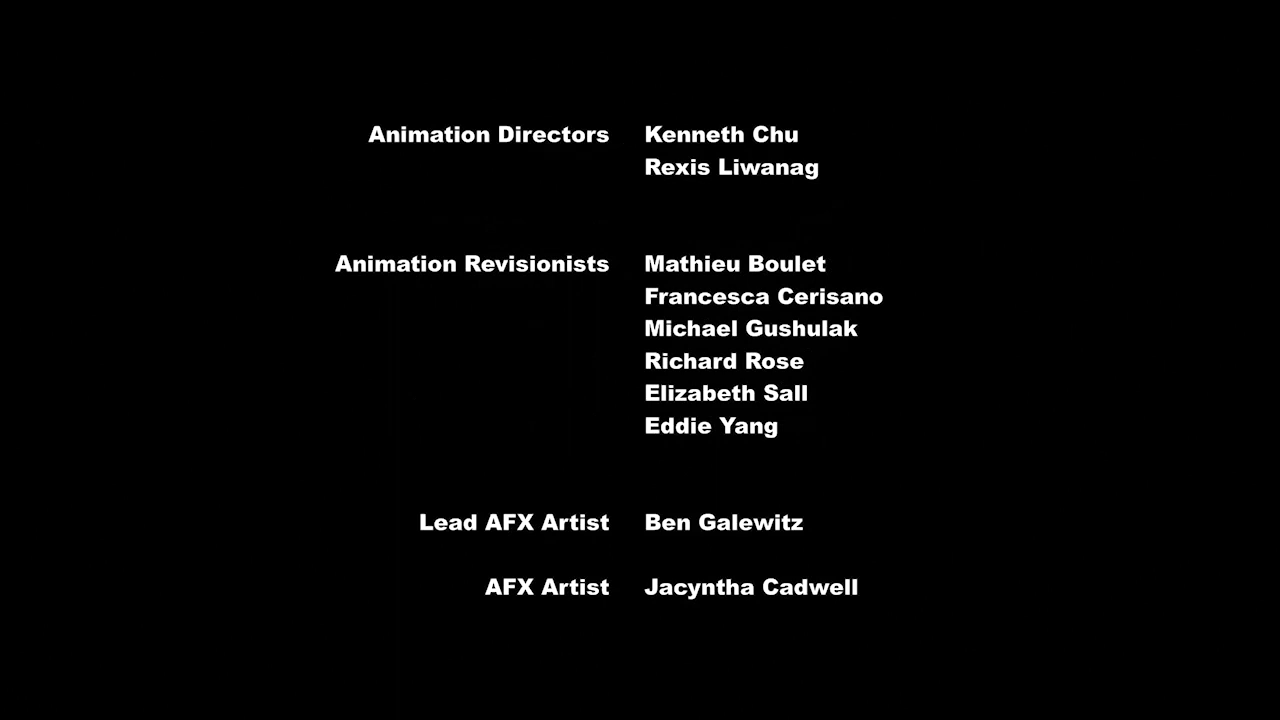 Animation Directors Kenneth Chu
Rexis Liwanag
Animation Revisionists Mathieu Boulet
Francesca Cerisano
Michael Gushulak
Richard Rose
Elizabeth Sall
Eddie Yang
Lead AFX Artist Ben Galewitz
AFX Artist Jacyntha Cadwell